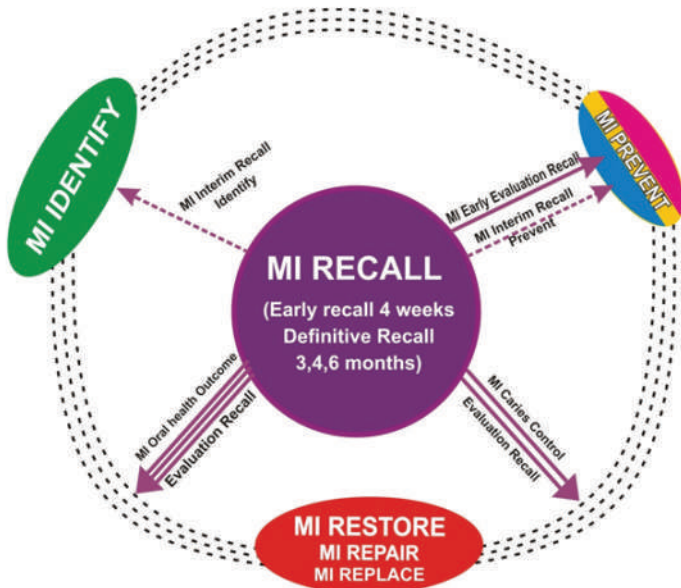 MI IDENTIFY
MI PREVENT
MI Interim Recall
Identify
MI Early Evaluation Recall
MI Interim Recall
Prevent
MI RECALL
(Early recall 4 weeks
Definitive Recall
3,4,6 months)
MI Oral health Outcome
Evaluation Recall
MI Caries Control
Evaluation Recall
MI RESTORE
MI REPAIR
MI REPLACE